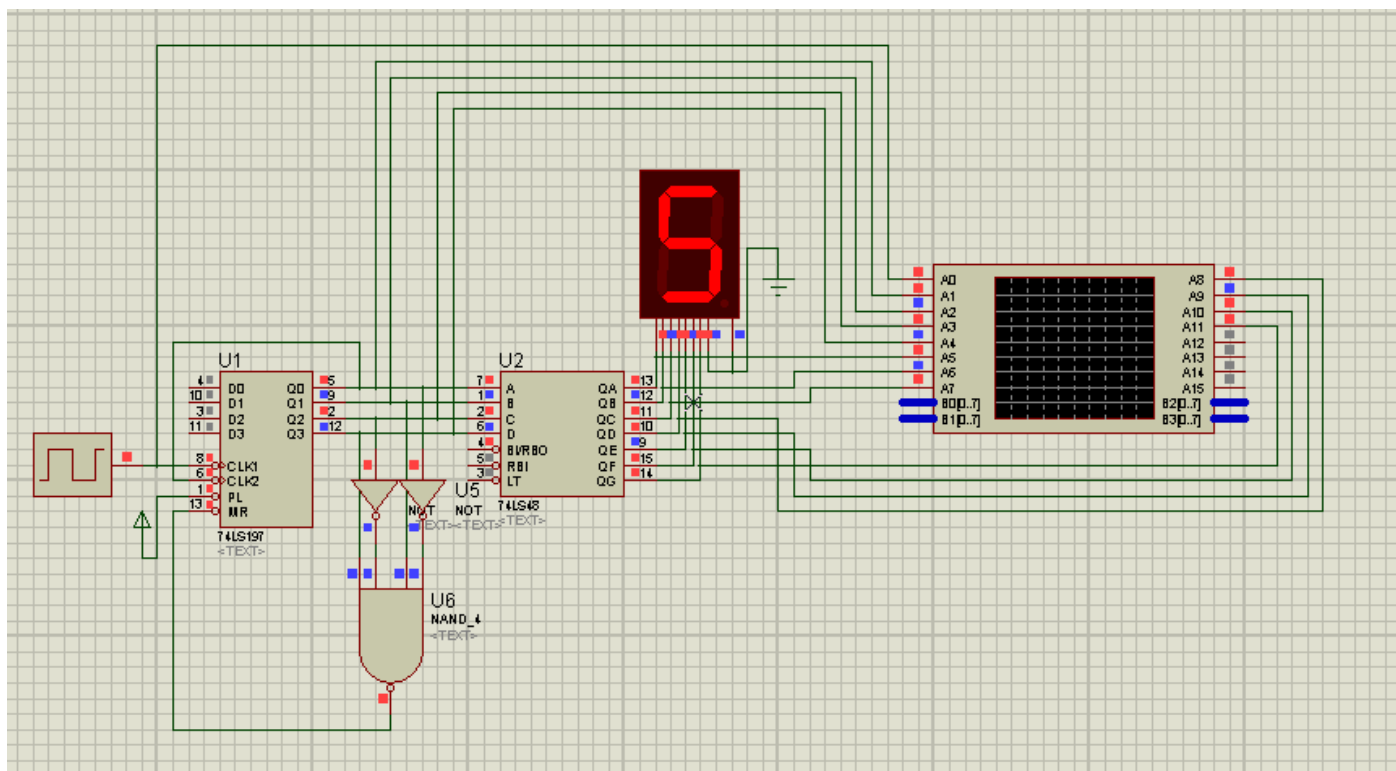 5
A0 A8
A1 A9
A2 A10
A3 A11
A4 A12
A5 A13
A6 A14
A7 A15
B0[0..7] B2[0..7]
B1[0..7] B3[0..7]
U1
4 D0 Q0 5
10 D1 Q1 9
3 D2 Q2 2
11 D3 Q3 12
8 CLK1
6 CLK2
1 PL
13 MR
74LS197
<TEXT>
U2
7 A QA 13
1 B QB 12
2 C QC 11
6 D QD 10
4 BI/RBO QE 9
5 RBI QF 15
3 LT QG 14
74LS48
<TEXT>
U5
NOT NOT
<TEXT> <TEXT>
U6
NAND_4
<TEXT>